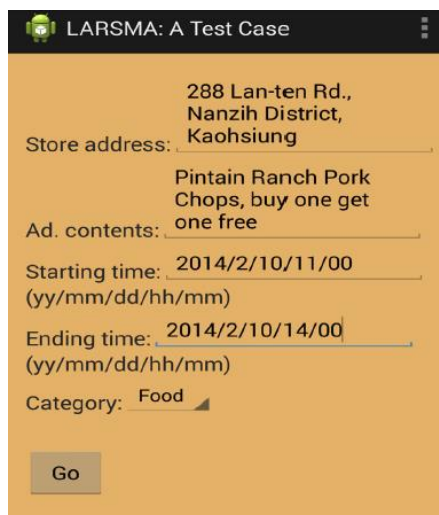 LARSMA: A Test Case
288 Lan-ten Rd.,
Nanzih District,
Store address: Kaohsiung
Pintain Ranch Pork
Chops, buy one get
Ad. contents: one free
Starting time: 2014/2/10/11/00
(yy/mm/dd/hh/mm)
Ending time: 2014/2/10/14/00
(yy/mm/dd/hh/mm)
Category: Food
Go